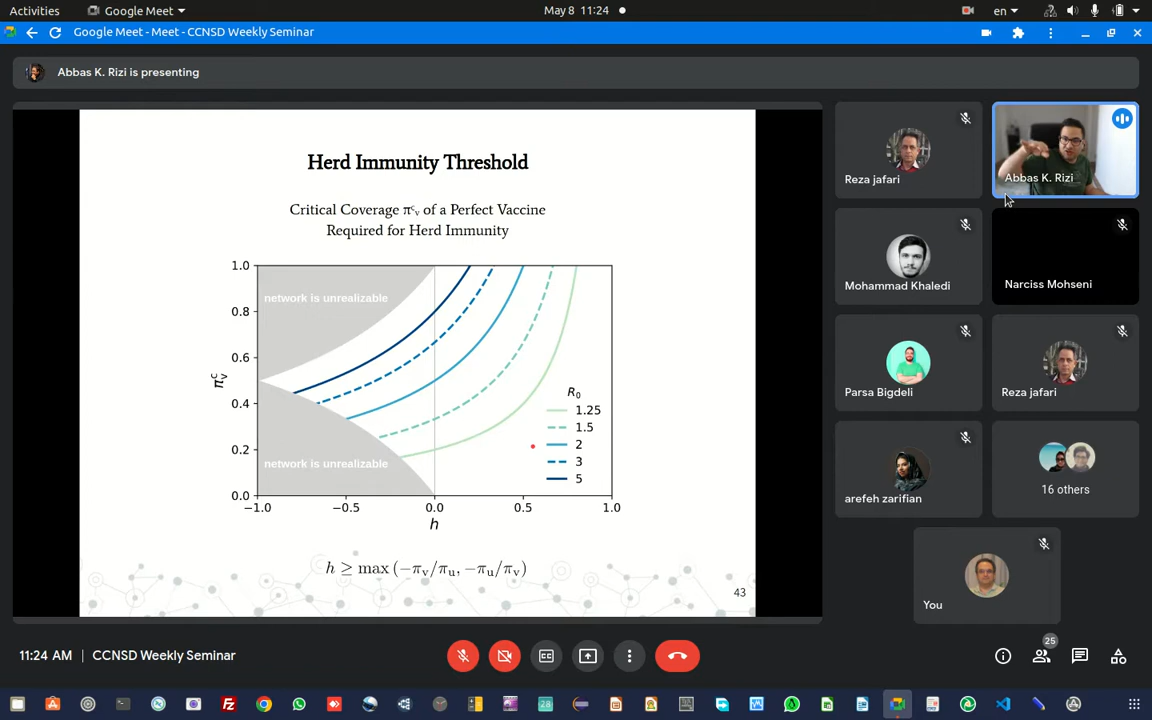 Activities
Google Meet
May 8 11:24
en
Google Meet - Meet - CCNSD Weekly Seminar
Abbas K. Rizi is presenting
Herd Immunity Threshold
Critical Coverage πᶜᵥ of a Perfect Vaccine
Required for Herd Immunity
1.0
0.8
0.6
0.4
0.2
0.0
πᵥᶜ
network is unrealizable
network is unrealizable
R₀
1.25
1.5
2
3
5
−1.0
−0.5
0.0
0.5
1.0
h
h ≥ max (−πᵥ/πᵤ, −πᵤ/πᵥ)
43
Reza jafari
Abbas K. Rizi
Mohammad Khaledi
Narciss Mohseni
Parsa Bigdeli
Reza jafari
arefeh zarifian
16 others
You
11:24 AM
CCNSD Weekly Seminar
25
28